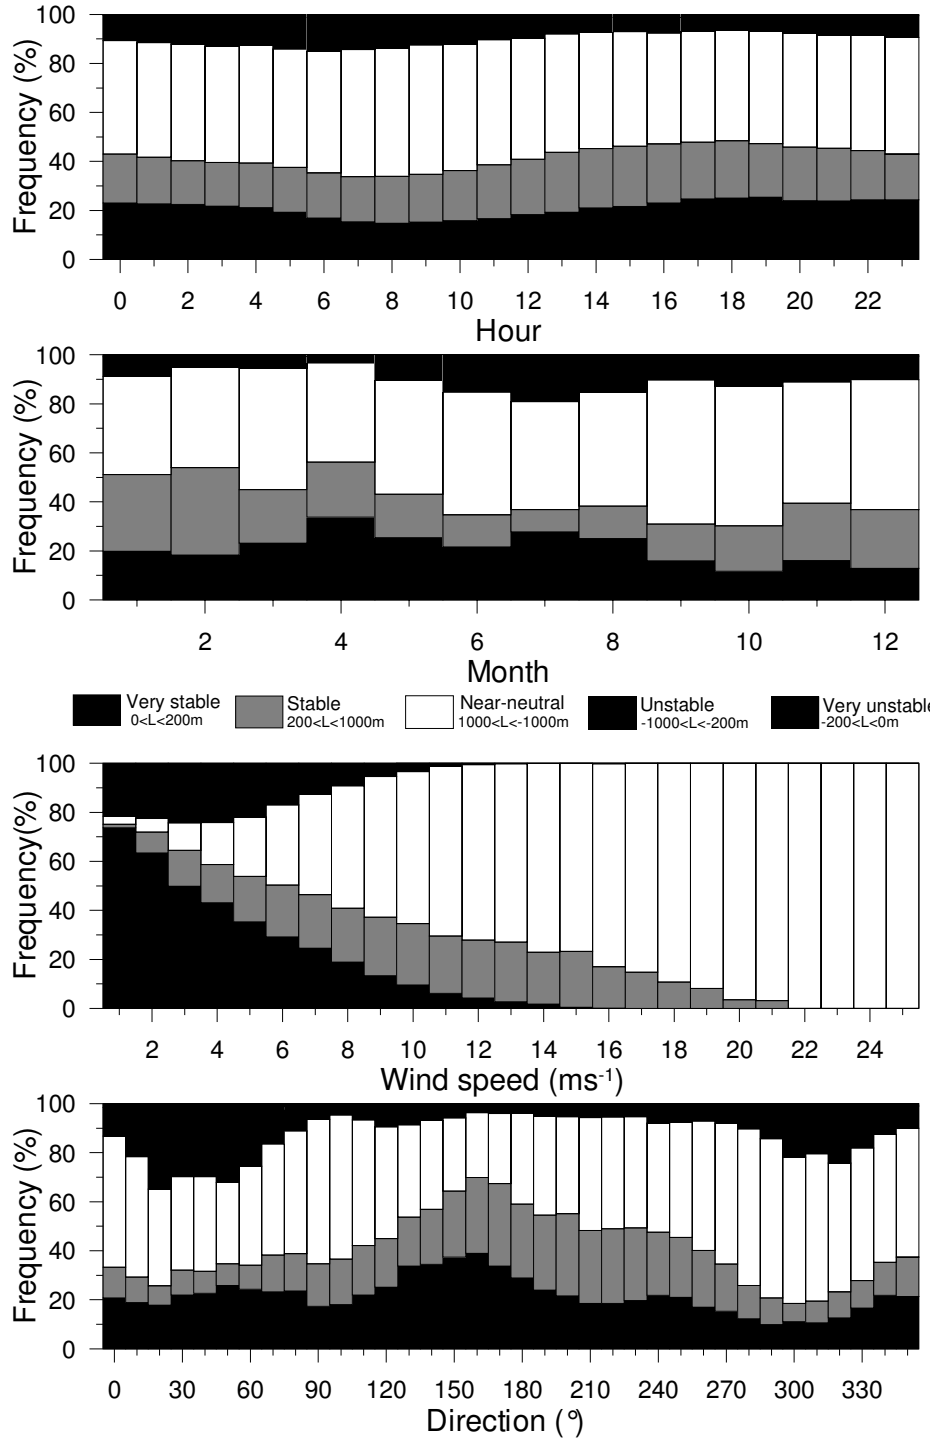 Frequency (%)
100
80
60
40
20
0
0 2 4 6 8 10 12 14 16 18 20 22
Hour
Frequency (%)
100
80
60
40
20
0
2 4 6 8 10 12
Month
Very stable Stable Near-neutral Unstable Very unstable
0<L<200m 200<L<1000m 1000<L<-1000m -1000<L<-200m -200<L<0m
Frequency(%)
100
80
60
40
20
0
2 4 6 8 10 12 14 16 18 20 22 24
Wind speed (ms-1)
Frequency (%)
100
80
60
40
20
0
0 30 60 90 120 150 180 210 240 270 300 330
Direction (°)